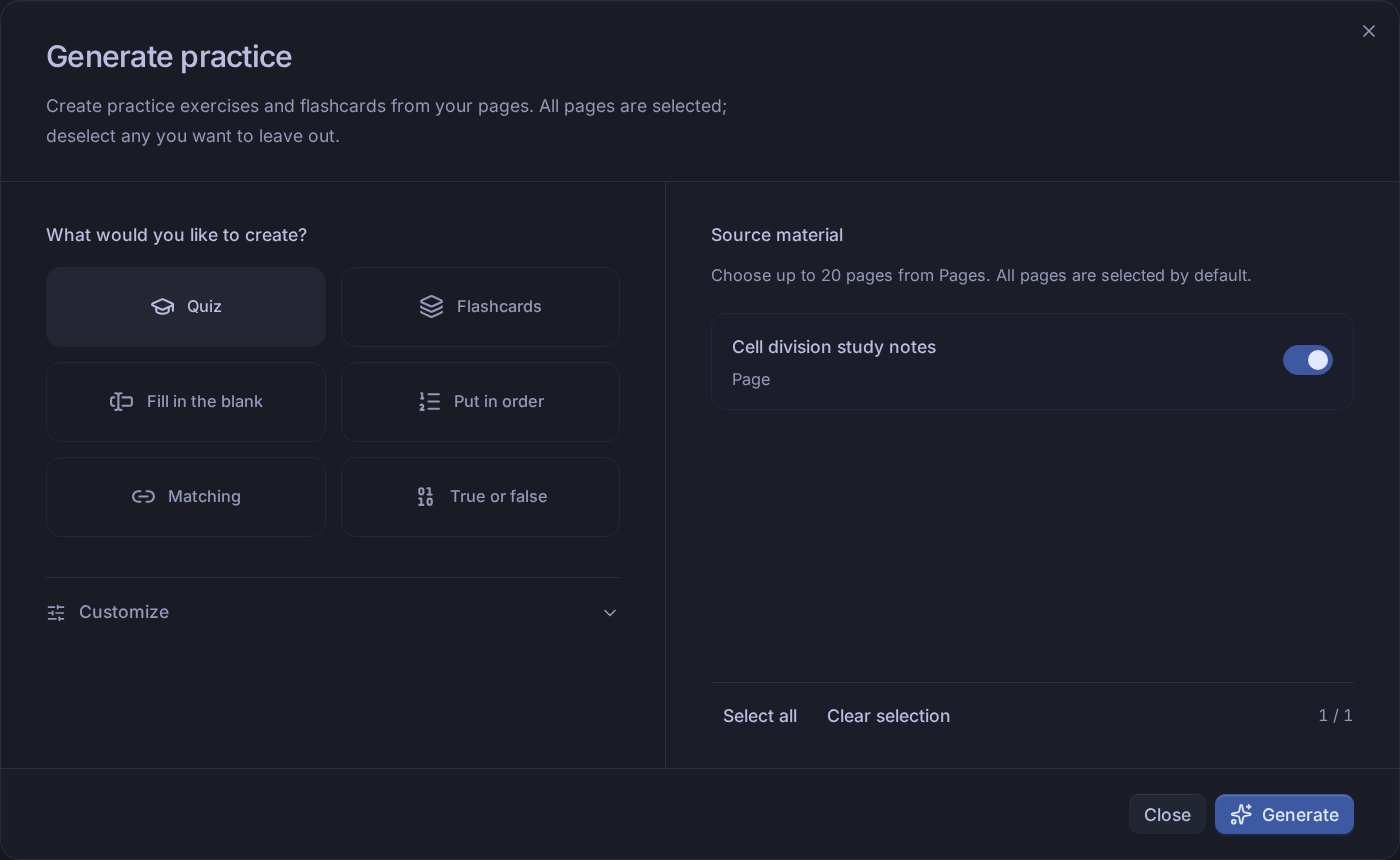 Generate practice
Create practice exercises and flashcards from your pages. All pages are selected;
deselect any you want to leave out.
What would you like to create?
Quiz
Flashcards
Fill in the blank
Put in order
Matching
True or false
Customize
Source material
Choose up to 20 pages from Pages. All pages are selected by default.
Cell division study notes
Page
Select all
Clear selection
1 / 1
Close
Generate